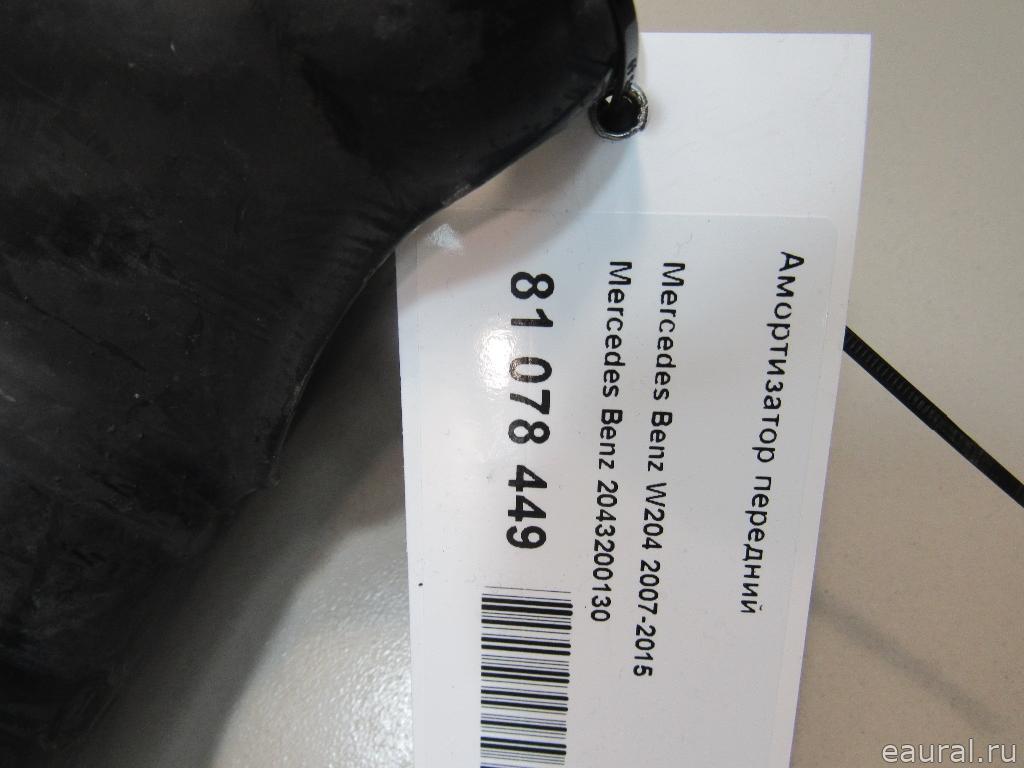 Амортизатор передний
Mercedes Benz W204 2007-2015
Mercedes Benz 2043200130
81 078 449
eaural.ru